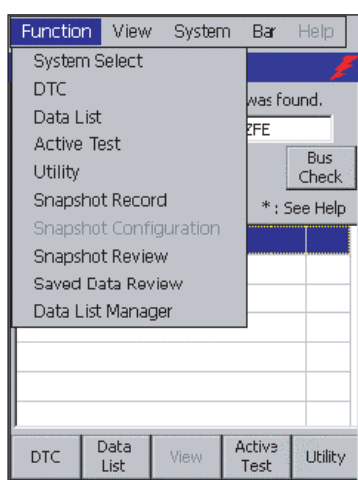 Function View System Bar Help
System Select
DTC
Data List
Active Test
Utility
Snapshot Record
Snapshot Configuration
Snapshot Review
Saved Data Review
Data List Manager
was found.
ZFE
Bus
Check
* : See Help
DTC Data List View Active Test Utility